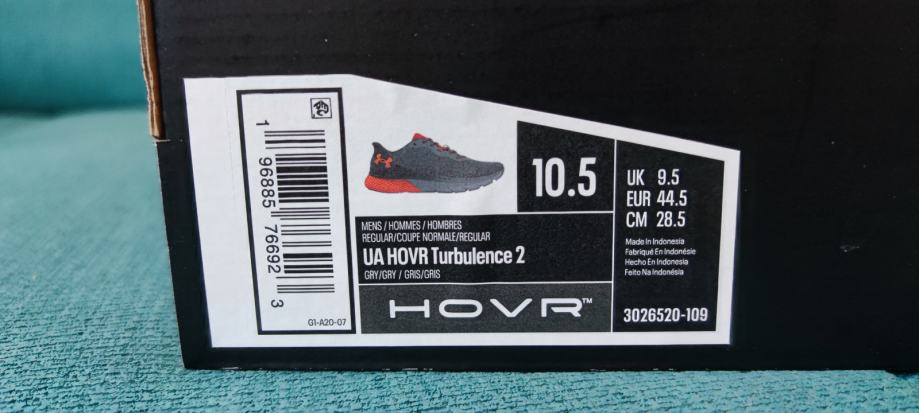 1 96885 76692 3
G1-A20-07
10.5
MENS / HOMMES / HOMBRES
REGULAR/COUPE NORMALE/REGULAR
UA HOVR Turbulence 2
GRY/GRY / GRIS/GRIS
HOVR™
UK 9.5
EUR 44.5
CM 28.5
Made In Indonesia
Fabriqué En Indonésie
Hecho En Indonesia
Feito Na Indonésia
3026520-109